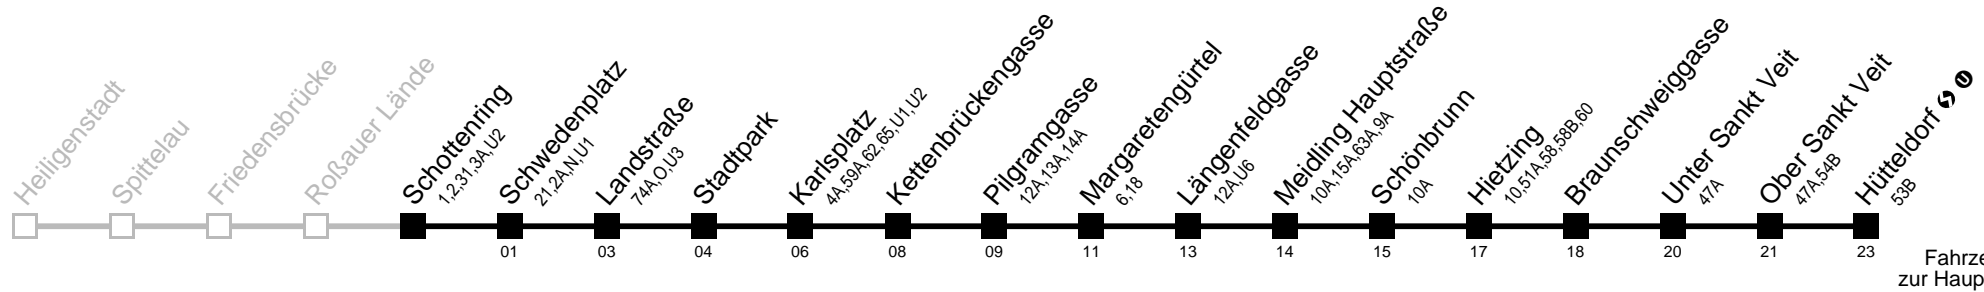 Heiligenstadt
Spittelau
Friedensbrücke
Roßauer Lände
Schottenring
1,2,31,3A,U2
Schwedenplatz
21,2A,N,U1
Landstraße
74A,O,U3
Stadtpark
Karlsplatz
4A,59A,62,65,U1,U2
Kettenbrückengasse
Pilgramgasse
12A,13A,14A
Margaretengürtel
6,18
Längenfeldgasse
12A,U6
Meidling Hauptstraße
10A,15A,63A,9A
Schönbrunn
10A
Hietzing
10,51A,58,58B,60
Braunschweiggasse
Unter Sankt Veit
47A
Ober Sankt Veit
47A,54B
Hütteldorf S U
53B
01 03 04 06 08 09 11 13 14 15 17 18 20 21 23
Fahrze
zur Haup